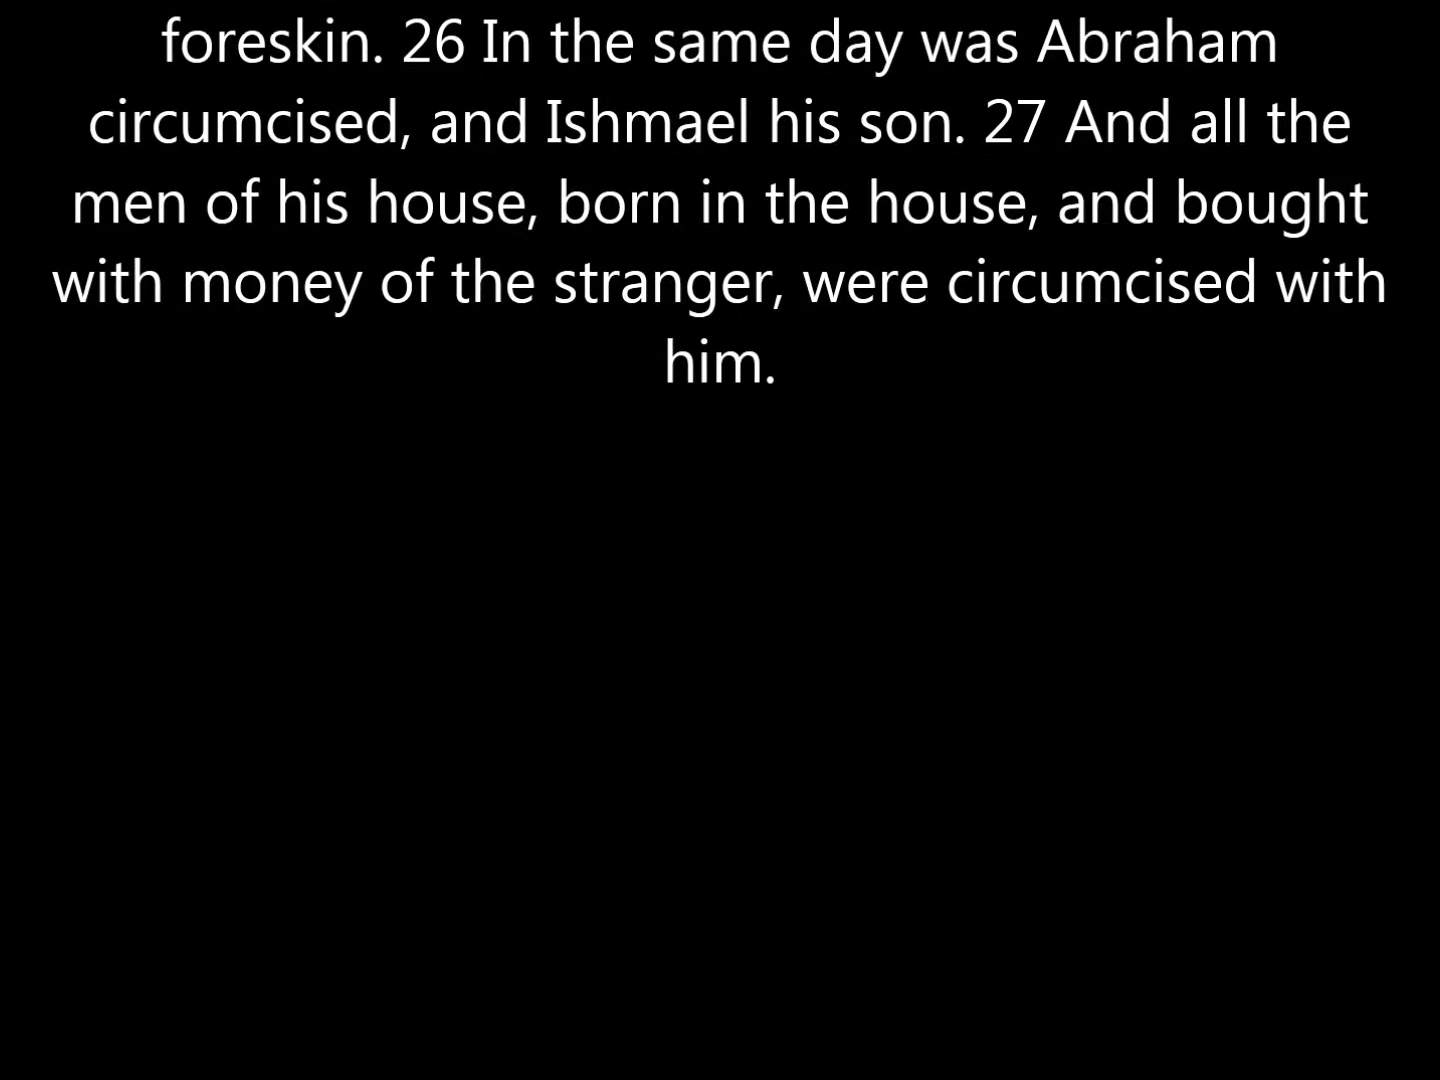 foreskin. 26 In the same day was Abraham
circumcised, and Ishmael his son. 27 And all the
men of his house, born in the house, and bought
with money of the stranger, were circumcised with
him.